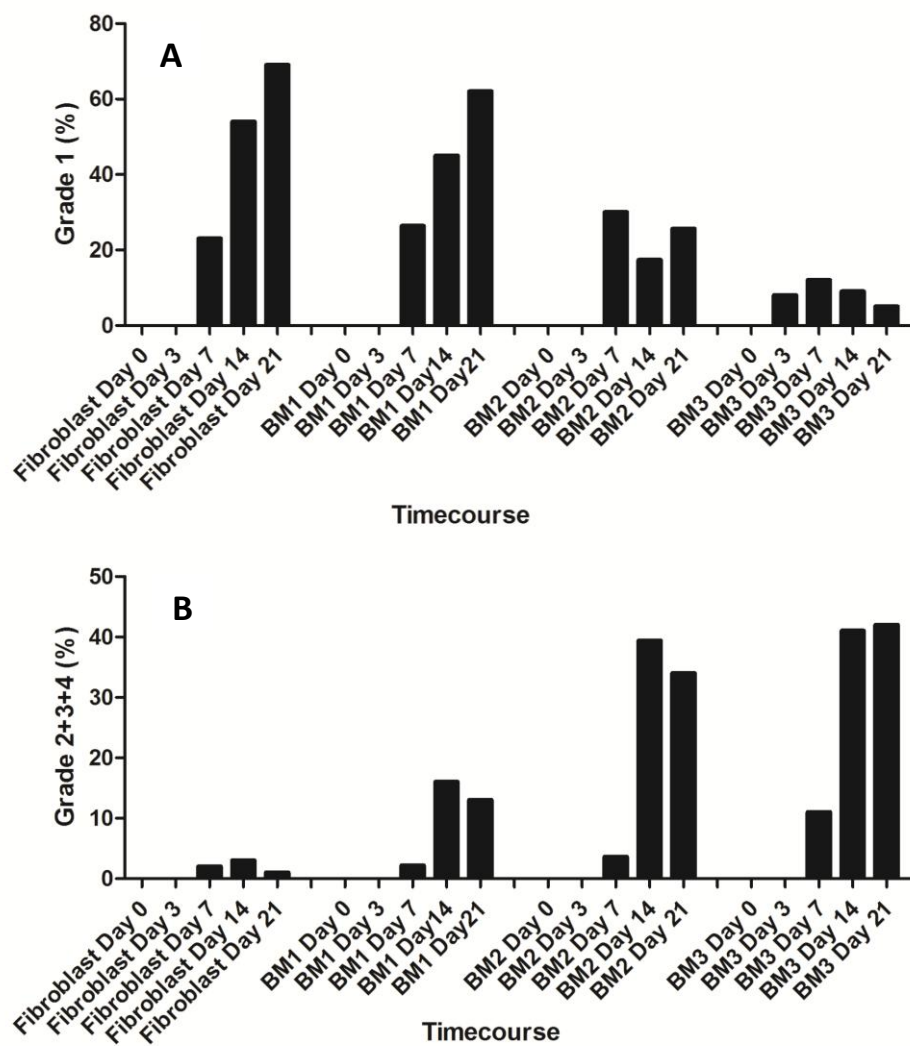 A
Grade 1 (%)
80
60
40
20
0
Fibroblast Day 0
Fibroblast Day 3
Fibroblast Day 7
Fibroblast Day 14
Fibroblast Day 21
BM1 Day 0
BM1 Day 3
BM1 Day 7
BM1 Day14
BM1 Day21
BM2 Day 0
BM2 Day 3
BM2 Day 7
BM2 Day 14
BM2 Day 21
BM3 Day 0
BM3 Day 3
BM3 Day 7
BM3 Day 14
BM3 Day 21
Timecourse
B
Grade 2+3+4 (%)
50
40
30
20
10
0
Fibroblast Day 0
Fibroblast Day 3
Fibroblast Day 7
Fibroblast Day 14
Fibroblast Day 21
BM1 Day 0
BM1 Day 3
BM1 Day 7
BM1 Day14
BM1 Day21
BM2 Day 0
BM2 Day 3
BM2 Day 7
BM2 Day 14
BM2 Day 21
BM3 Day 0
BM3 Day 3
BM3 Day 7
BM3 Day 14
BM3 Day 21
Timecourse